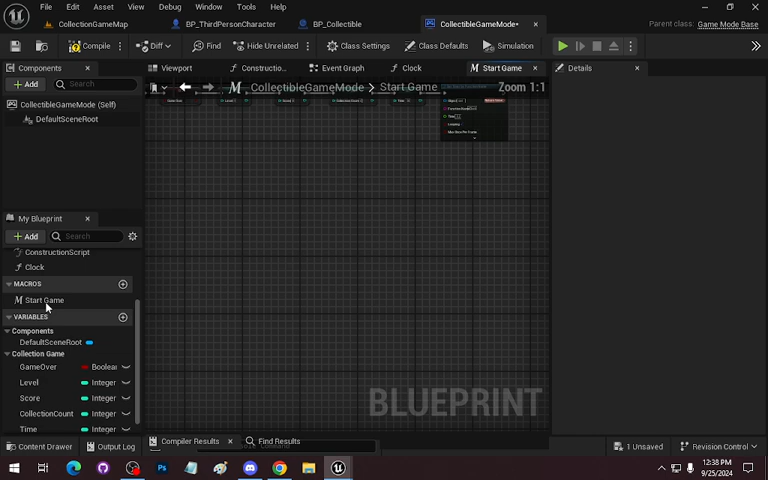 File Edit Asset View Debug Window Tools Help
CollectionGameMap BP_ThirdPersonCharacter BP_Collectible CollectibleGameMode* Parent class: Game Mode Base
Compile Diff Find Hide Unrelated Class Settings Class Defaults Simulation
Components Viewport Constructio... Event Graph Clock Start Game Details
Add Search CollectibleGameMode Start Game Zoom 1:1
CollectibleGameMode (Self)
DefaultSceneRoot
My Blueprint
Add Search
ConstructionScript
Clock
MACROS
Start Game
VARIABLES
Components
DefaultSceneRoot
Collection Game
GameOver Boolean
Level Integer
Score Integer
CollectionCount Integer
Time Integer
BLUEPRINT
Content Drawer Output Log Compiler Results Find Results 1 Unsaved Revision Control
12:38 PM
9/25/2024